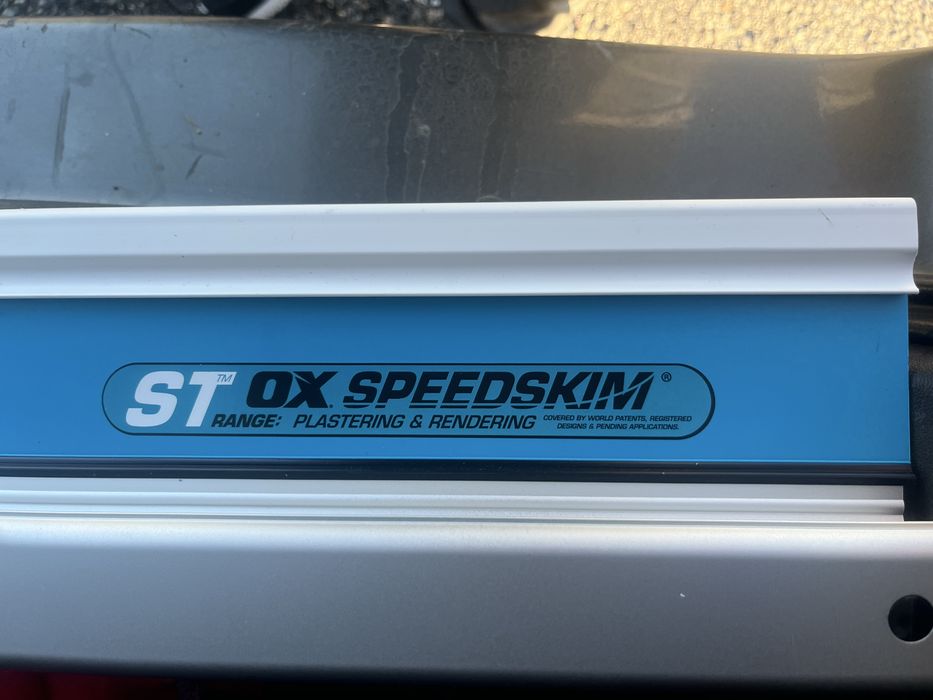 ST™ OX SPEEDSKIM®
RANGE: PLASTERING & RENDERING
COVERED BY WORLD PATENTS, REGISTERED
DESIGNS & PENDING APPLICATIONS.